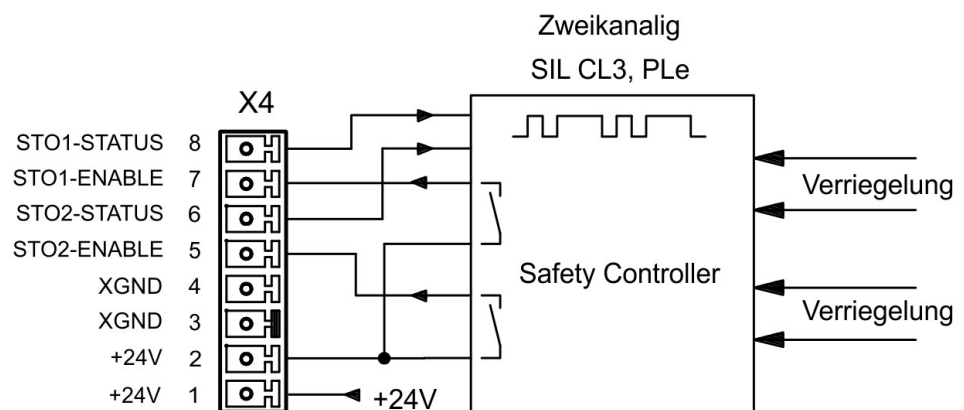 Zweikanalig
SIL CL3, PLe
X4
STO1-STATUS 8
STO1-ENABLE 7
STO2-STATUS 6
STO2-ENABLE 5
XGND 4
XGND 3
+24V 2
+24V 1
+24V
Safety Controller
Verriegelung
Verriegelung